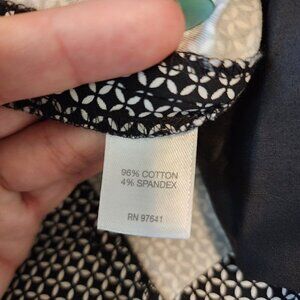 96% COTTON
4% SPANDEX
RN 97641